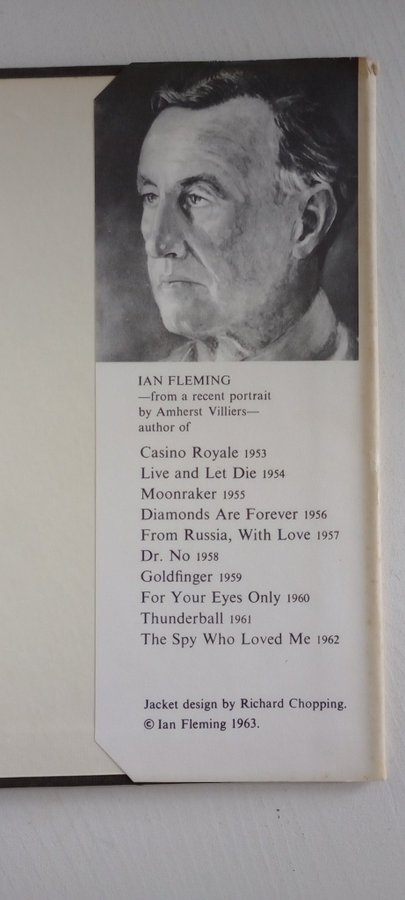 IAN FLEMING
—from a recent portrait
by Amherst Villiers—
author of
Casino Royale 1953
Live and Let Die 1954
Moonraker 1955
Diamonds Are Forever 1956
From Russia, With Love 1957
Dr. No 1958
Goldfinger 1959
For Your Eyes Only 1960
Thunderball 1961
The Spy Who Loved Me 1962
Jacket design by Richard Chopping.
© Ian Fleming 1963.